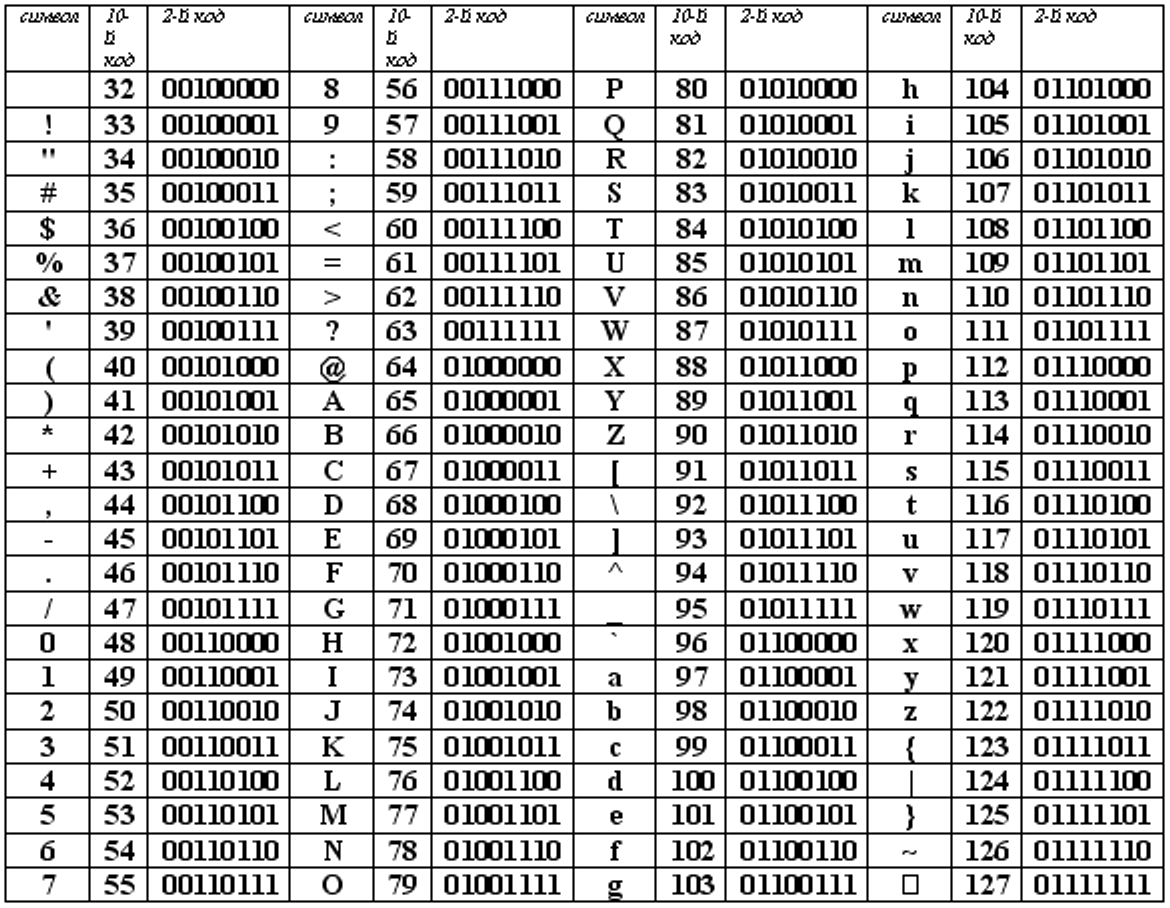 символ 10-й код 2-й код символ 10-й код 2-й код символ 10-й код 2-й код символ 10-й код 2-й код
32 00100000 8 56 00111000 P 80 01010000 h 104 01101000
! 33 00100001 9 57 00111001 Q 81 01010001 i 105 01101001
" 34 00100010 : 58 00111010 R 82 01010010 j 106 01101010
# 35 00100011 ; 59 00111011 S 83 01010011 k 107 01101011
$ 36 00100100 < 60 00111100 T 84 01010100 l 108 01101100
% 37 00100101 = 61 00111101 U 85 01010101 m 109 01101101
& 38 00100110 > 62 00111110 V 86 01010110 n 110 01101110
' 39 00100111 ? 63 00111111 W 87 01010111 o 111 01101111
( 40 00101000 @ 64 01000000 X 88 01011000 p 112 01110000
) 41 00101001 A 65 01000001 Y 89 01011001 q 113 01110001
* 42 00101010 B 66 01000010 Z 90 01011010 r 114 01110010
+ 43 00101011 C 67 01000011 [ 91 01011011 s 115 01110011
, 44 00101100 D 68 01000100 \ 92 01011100 t 116 01110100
- 45 00101101 E 69 01000101 ] 93 01011101 u 117 01110101
. 46 00101110 F 70 01000110 ^ 94 01011110 v 118 01110110
/ 47 00101111 G 71 01000111 _ 95 01011111 w 119 01110111
0 48 00110000 H 72 01001000 ` 96 01100000 x 120 01111000
1 49 00110001 I 73 01001001 a 97 01100001 y 121 01111001
2 50 00110010 J 74 01001010 b 98 01100010 z 122 01111010
3 51 00110011 K 75 01001011 c 99 01100011 { 123 01111011
4 52 00110100 L 76 01001100 d 100 01100100 | 124 01111100
5 53 00110101 M 77 01001101 e 101 01100101 } 125 01111101
6 54 00110110 N 78 01001110 f 102 01100110 ~ 126 01111110
7 55 00110111 O 79 01001111 g 103 01100111 □ 127 01111111